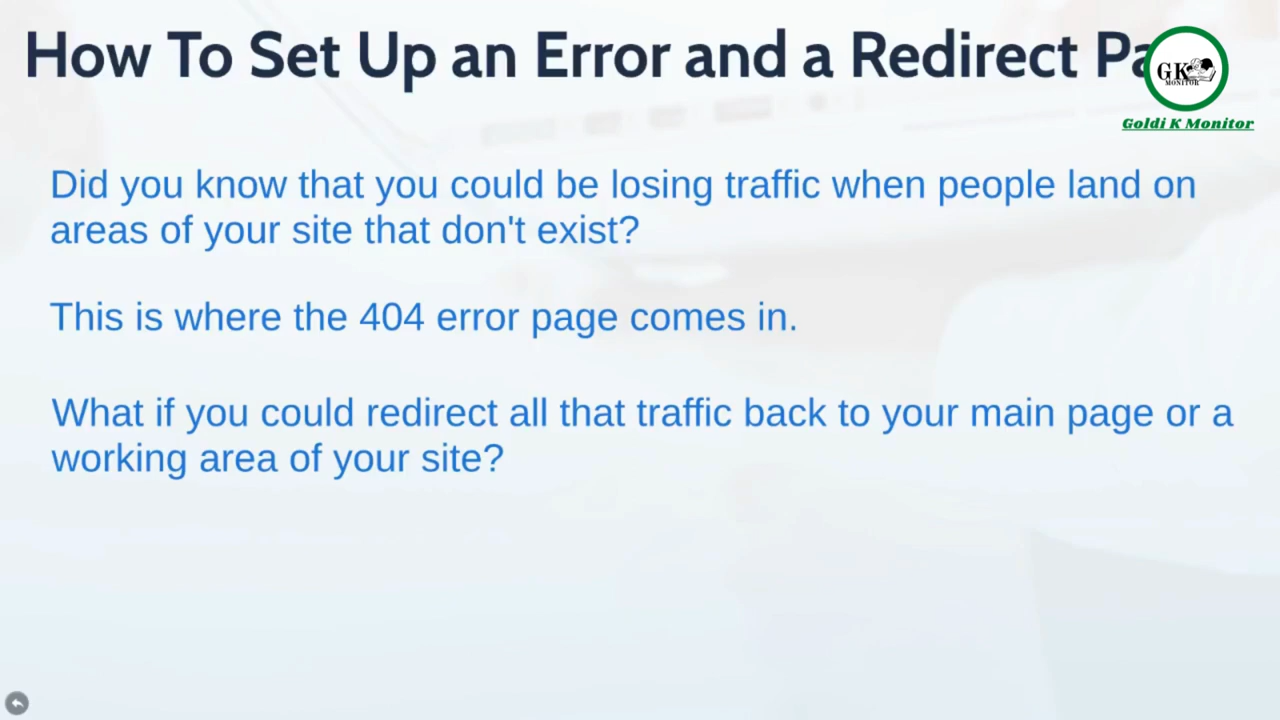 How To Set Up an Error and a Redirect Pa
GK
MONITOR
Goldi K Monitor
Did you know that you could be losing traffic when people land on
areas of your site that don't exist?
This is where the 404 error page comes in.
What if you could redirect all that traffic back to your main page or a
working area of your site?